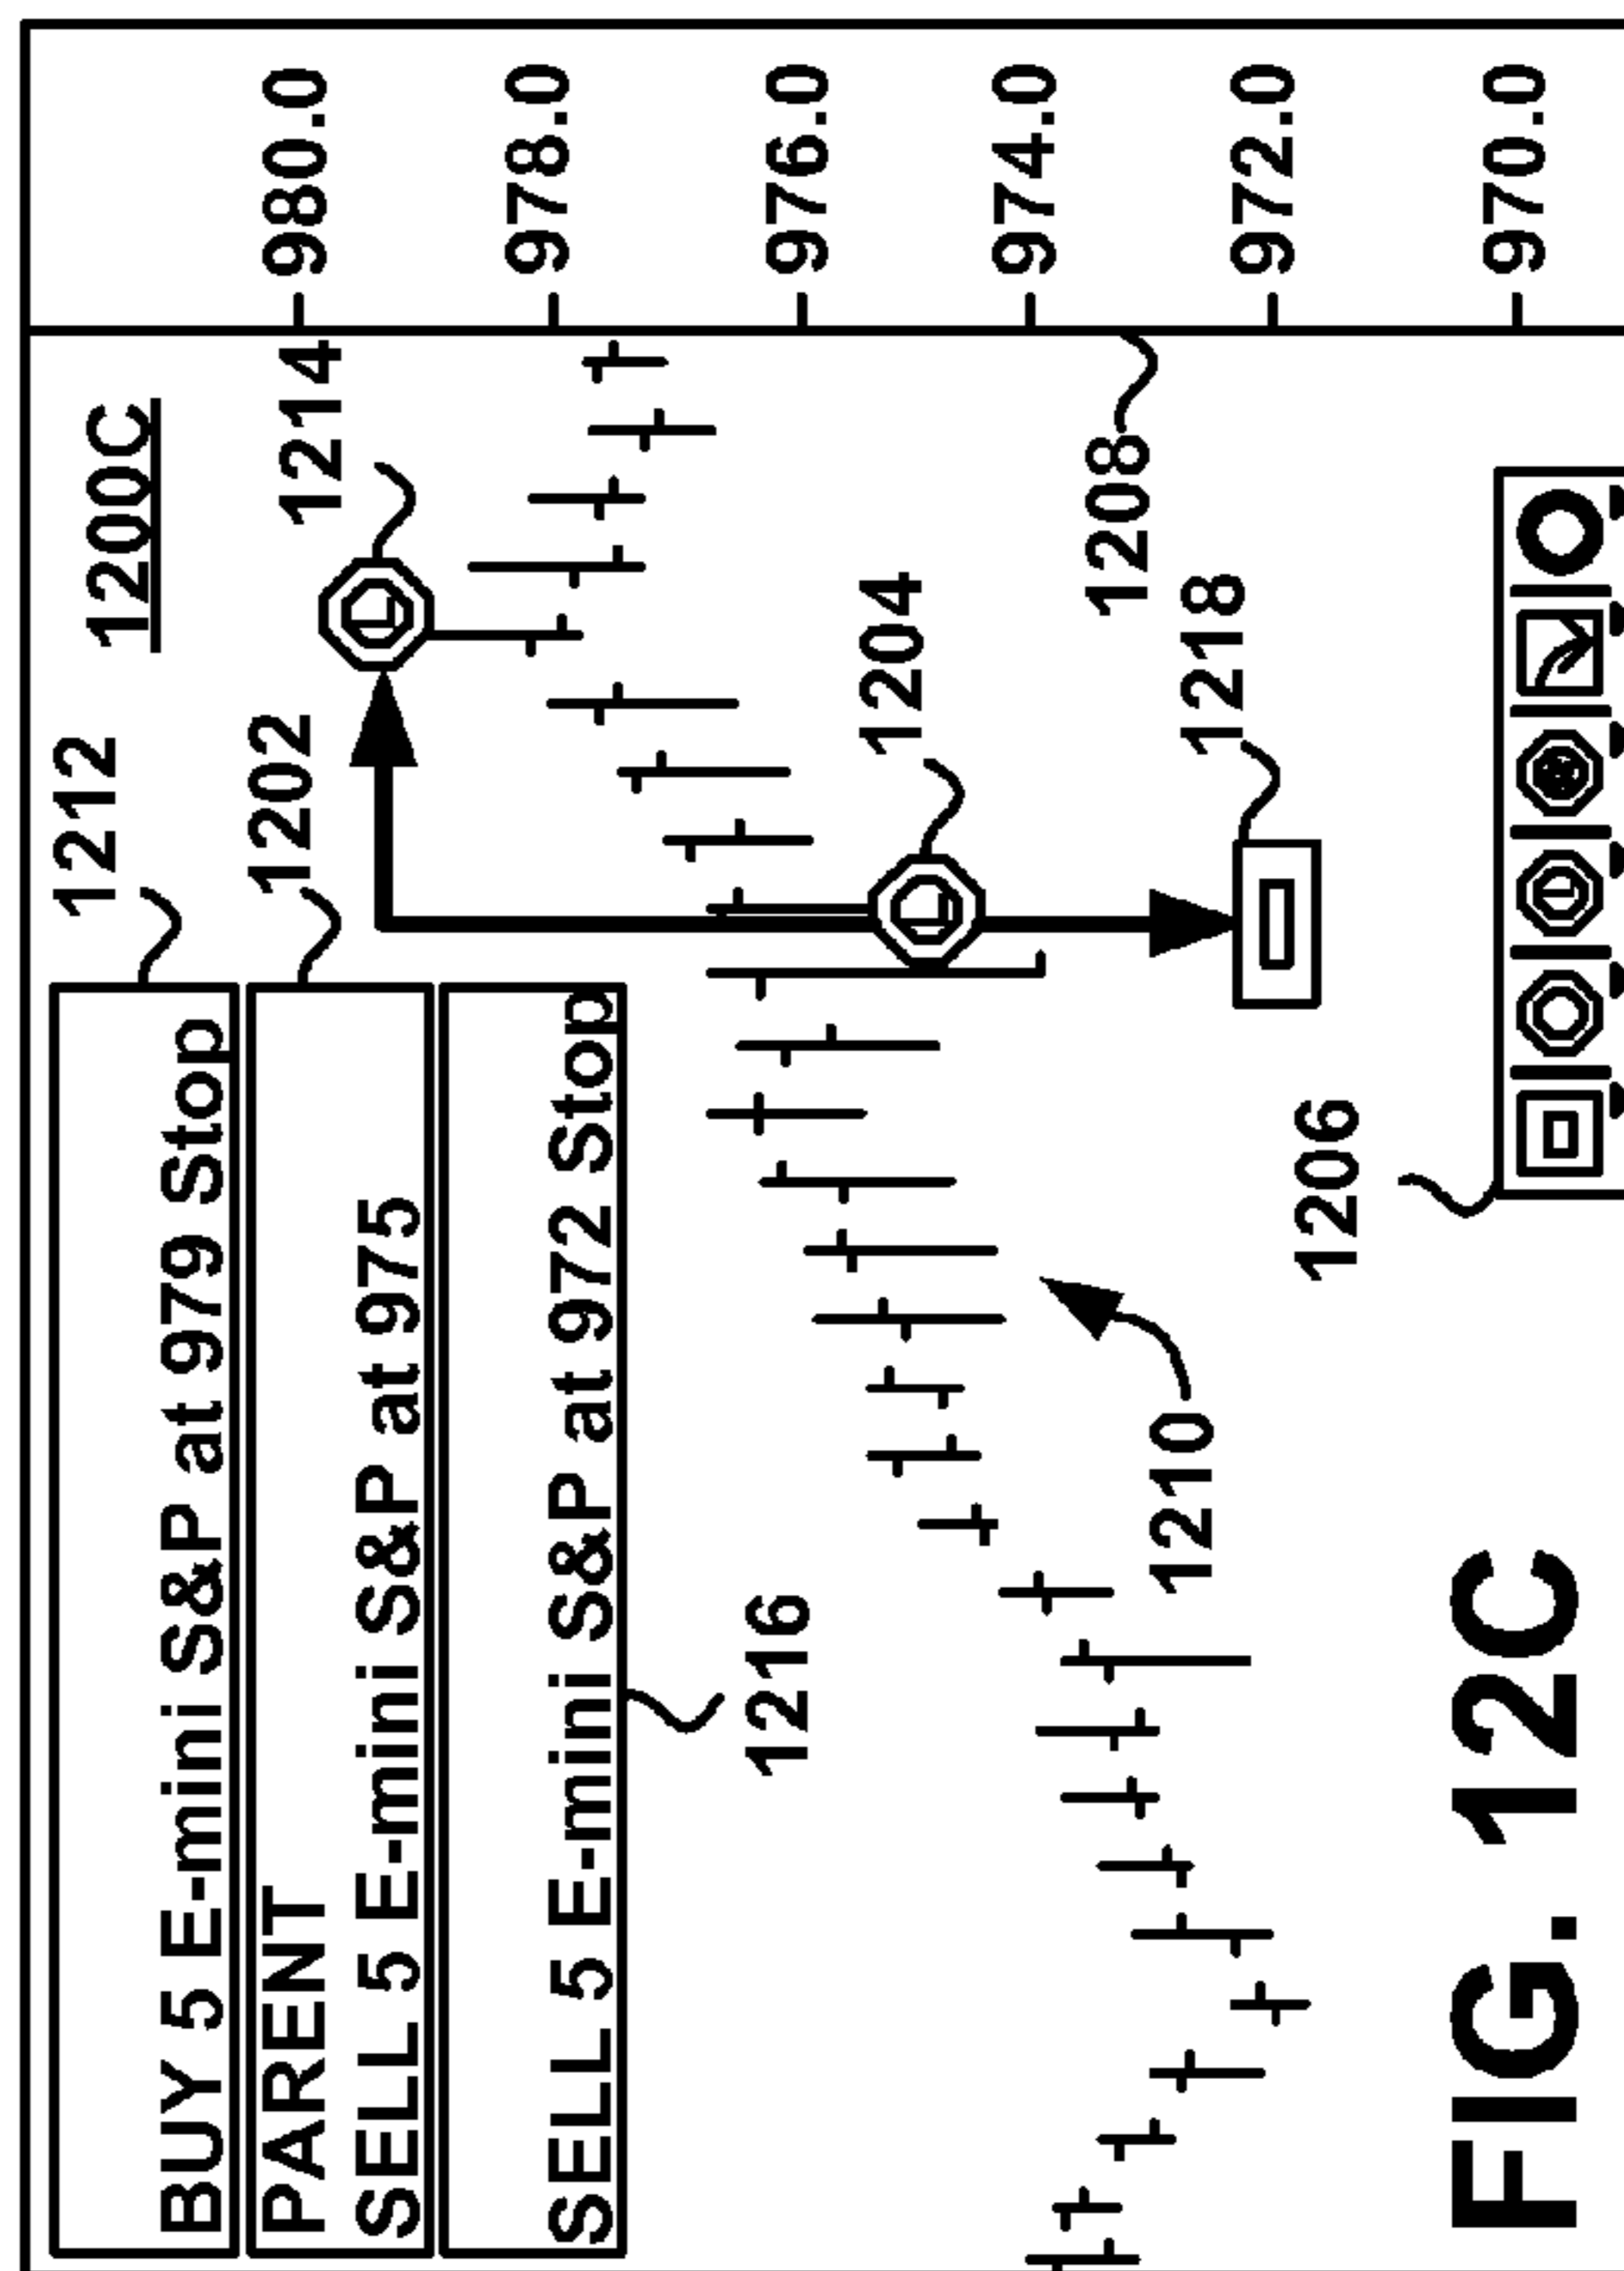 1200C
1212
BUY 5 E-mini S&P at 979 Stop
1202
PARENT
SELL 5 E-mini S&P at 975
SELL 5 E-mini S&P at 972 Stop
1216
1214
1204
1208
1218
1210
1206
980.0
978.0
976.0
974.0
972.0
970.0
L
L
FIG. 12C